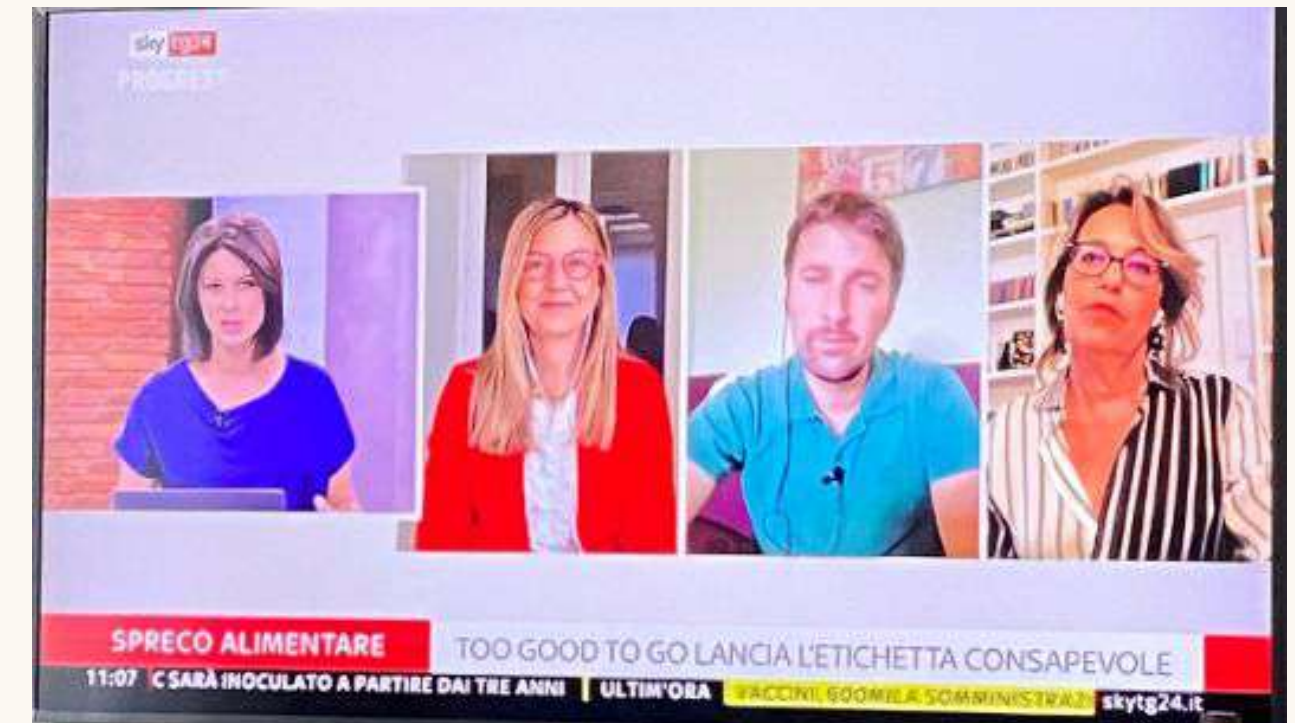 sky tg24
PROGRESS
SPRECO ALIMENTARE
TOO GOOD TO GO LANCIA L'ETICHETTA CONSAPEVOLE
11:07 C SARÀ INOCULATO A PARTIRE DAI TRE ANNI ULTIM'ORA VACCINI, 600MILA SOMMINISTRAZ skytg24.it